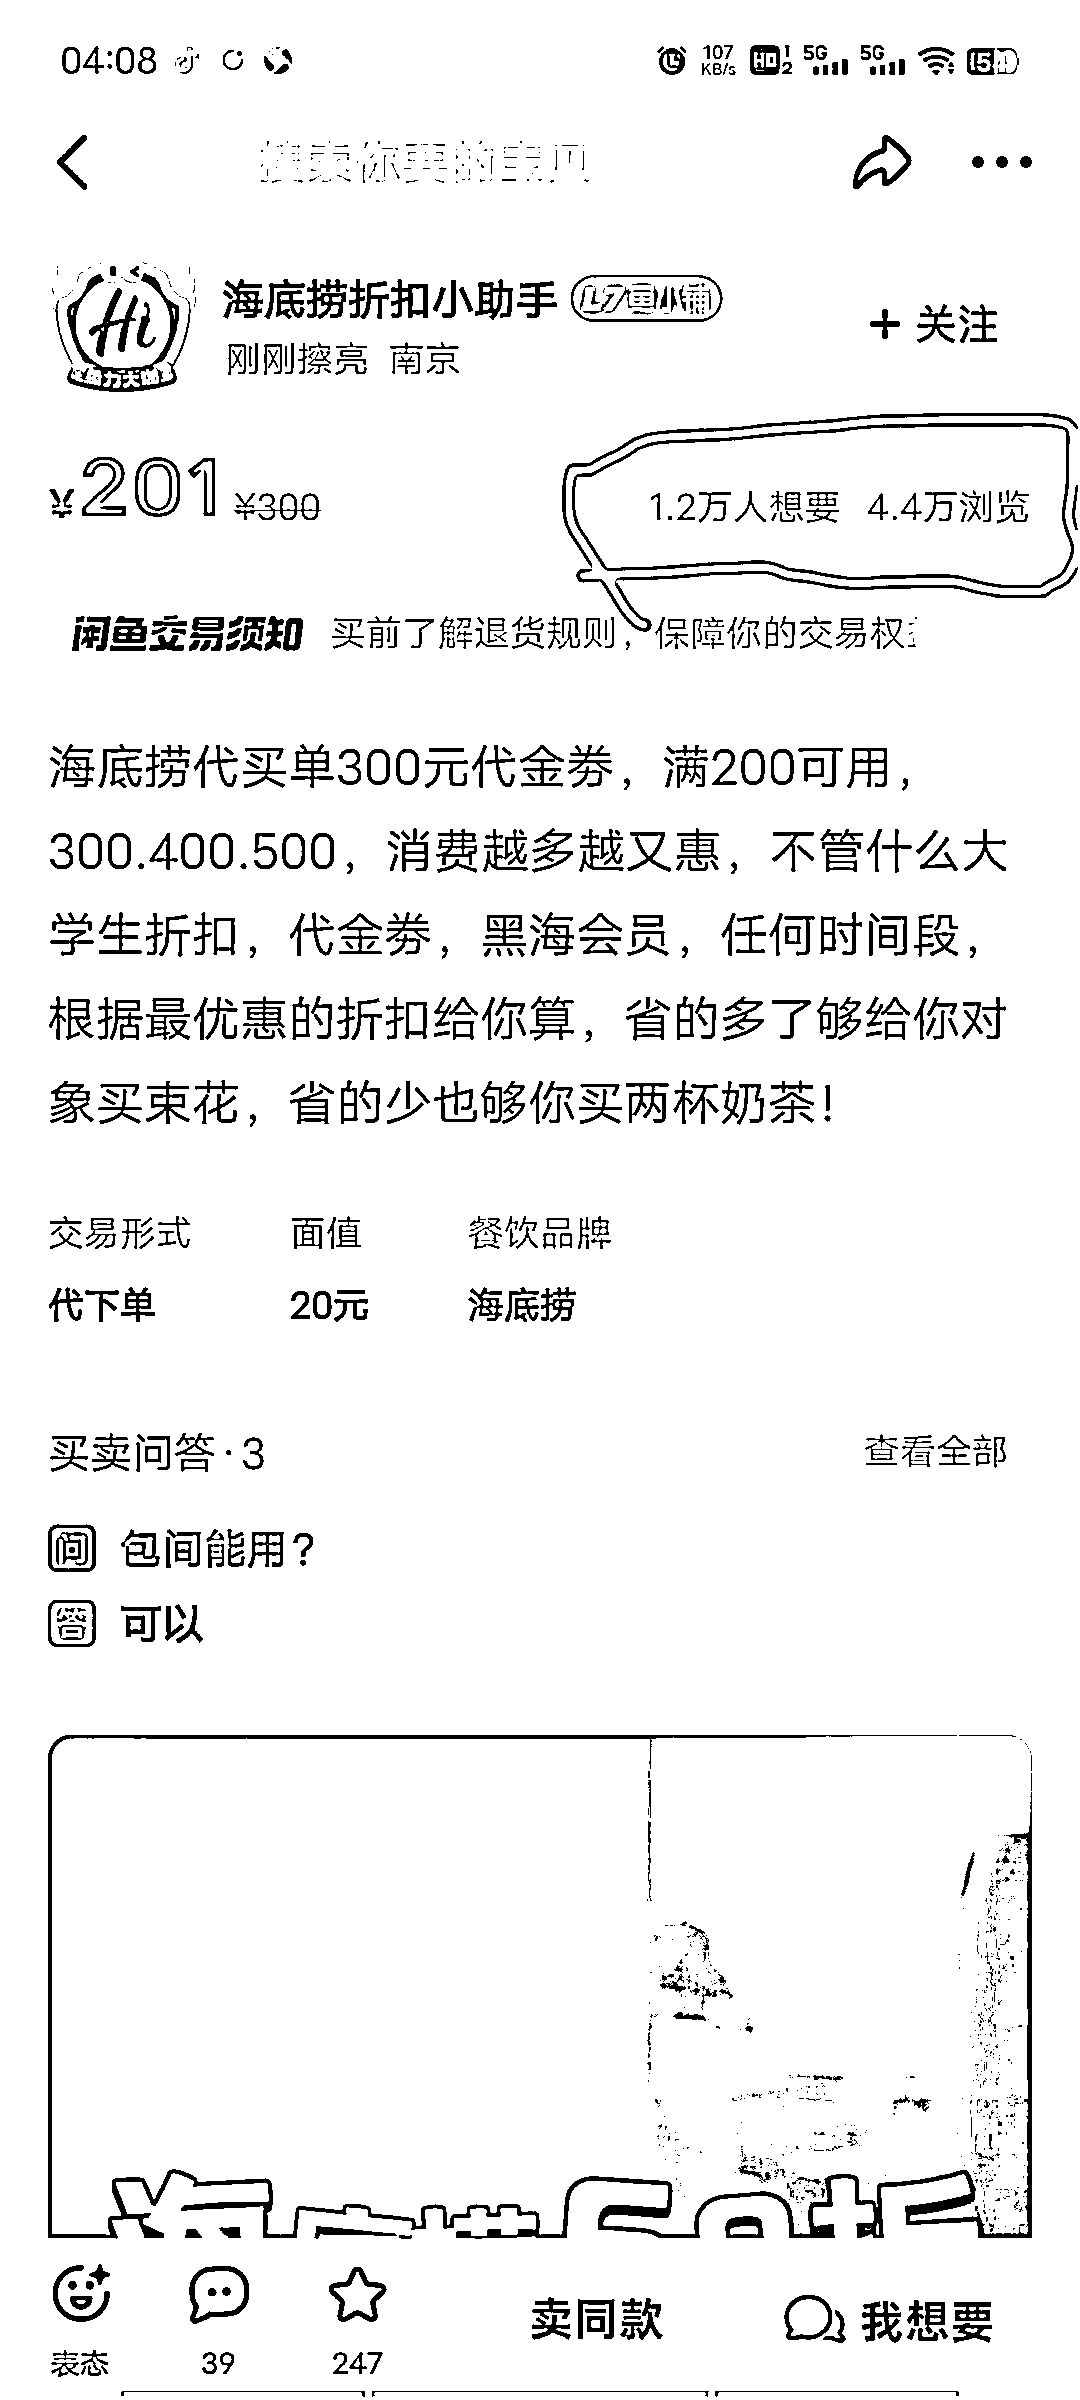 04:08 107 KB/s HD 1 2 5G 5G 15
搜索你要的宝贝
Hi
海底捞折扣小助手 L7鱼小铺
刚刚擦亮 南京
+ 关注
¥201 ¥300
1.2万人想要 4.4万浏览
闲鱼交易须知 买前了解退货规则，保障你的交易权
海底捞代买单300元代金劵，满200可用，
300.400.500，消费越多越又惠，不管什么大
学生折扣，代金劵，黑海会员，任何时间段，
根据最优惠的折扣给你算，省的多了够给你对
象买束花，省的少也够你买两杯奶茶！
交易形式 面值 餐饮品牌
代下单 20元 海底捞
买卖问答·3 查看全部
问 包间能用？
答 可以
表态 39 247 卖同款 我想要